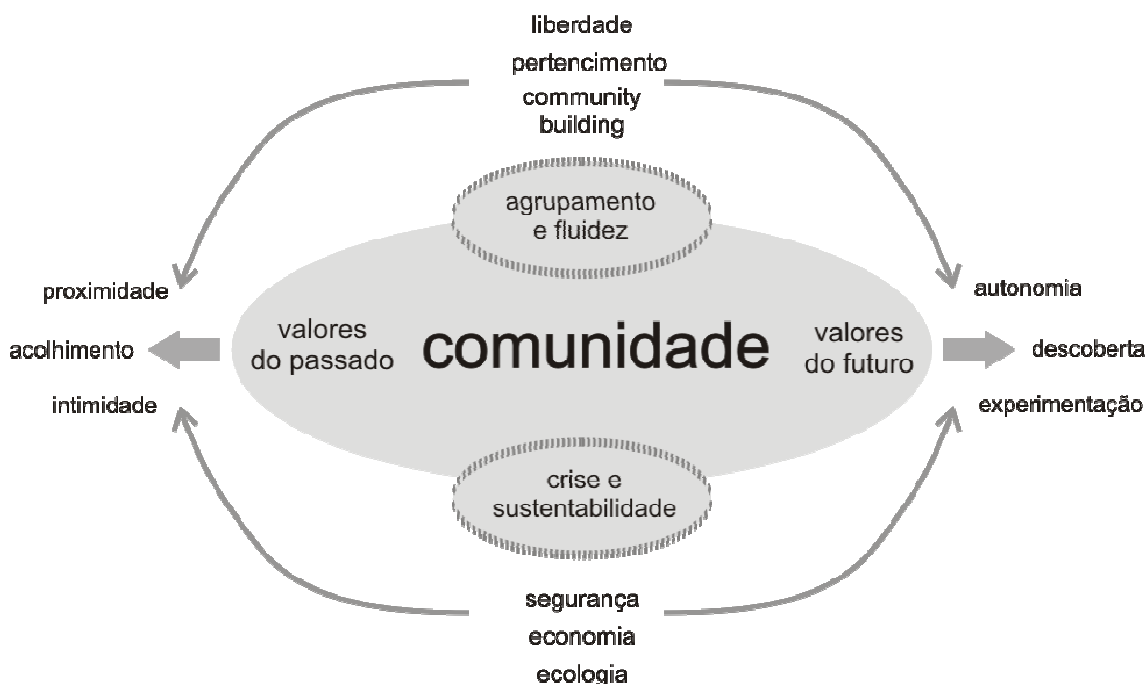 liberdade
pertencimento
community
building
agrupamento
e fluidez
proximidade
acolhimento
intimidade
valores
do passado
comunidade
valores
do futuro
autonomia
descoberta
experimentação
crise e
sustentabilidade
segurança
economia
ecologia